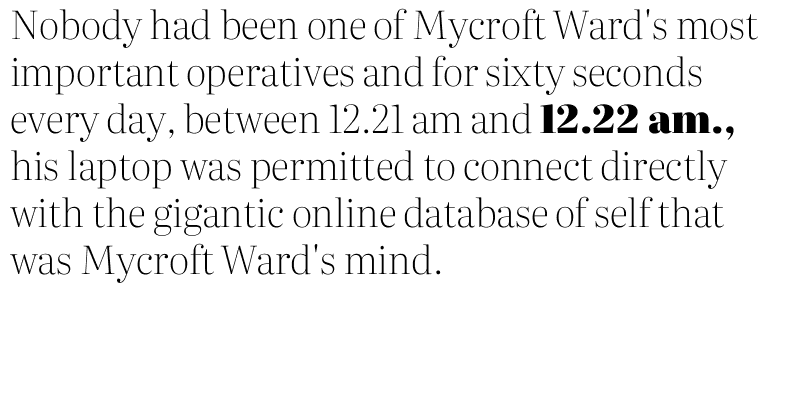 Nobody had been one of Mycroft Ward's most
important operatives and for sixty seconds
every day, between 12.21 am and 12.22 am.,
his laptop was permitted to connect directly
with the gigantic online database of self that
was Mycroft Ward's mind.